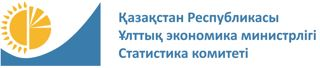 Қазақстан Республикасы
Ұлттық экономика министрлігі
Статистика комитеті